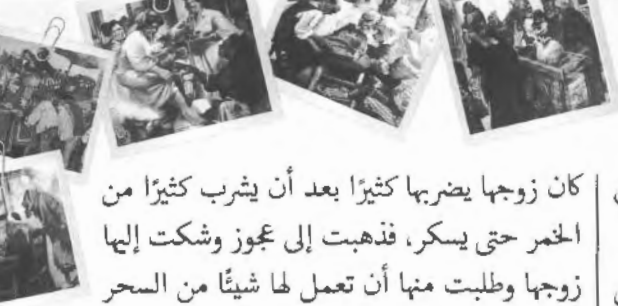 كان زوجها يضربها كثيرًا بعد أن يشرب كثيرًا من
الخمر حتى يسكر، فذهبت إلى عجوز وشكت إليها
زوجها وطلبت منها أن تعمل لها شيئًا من السحر